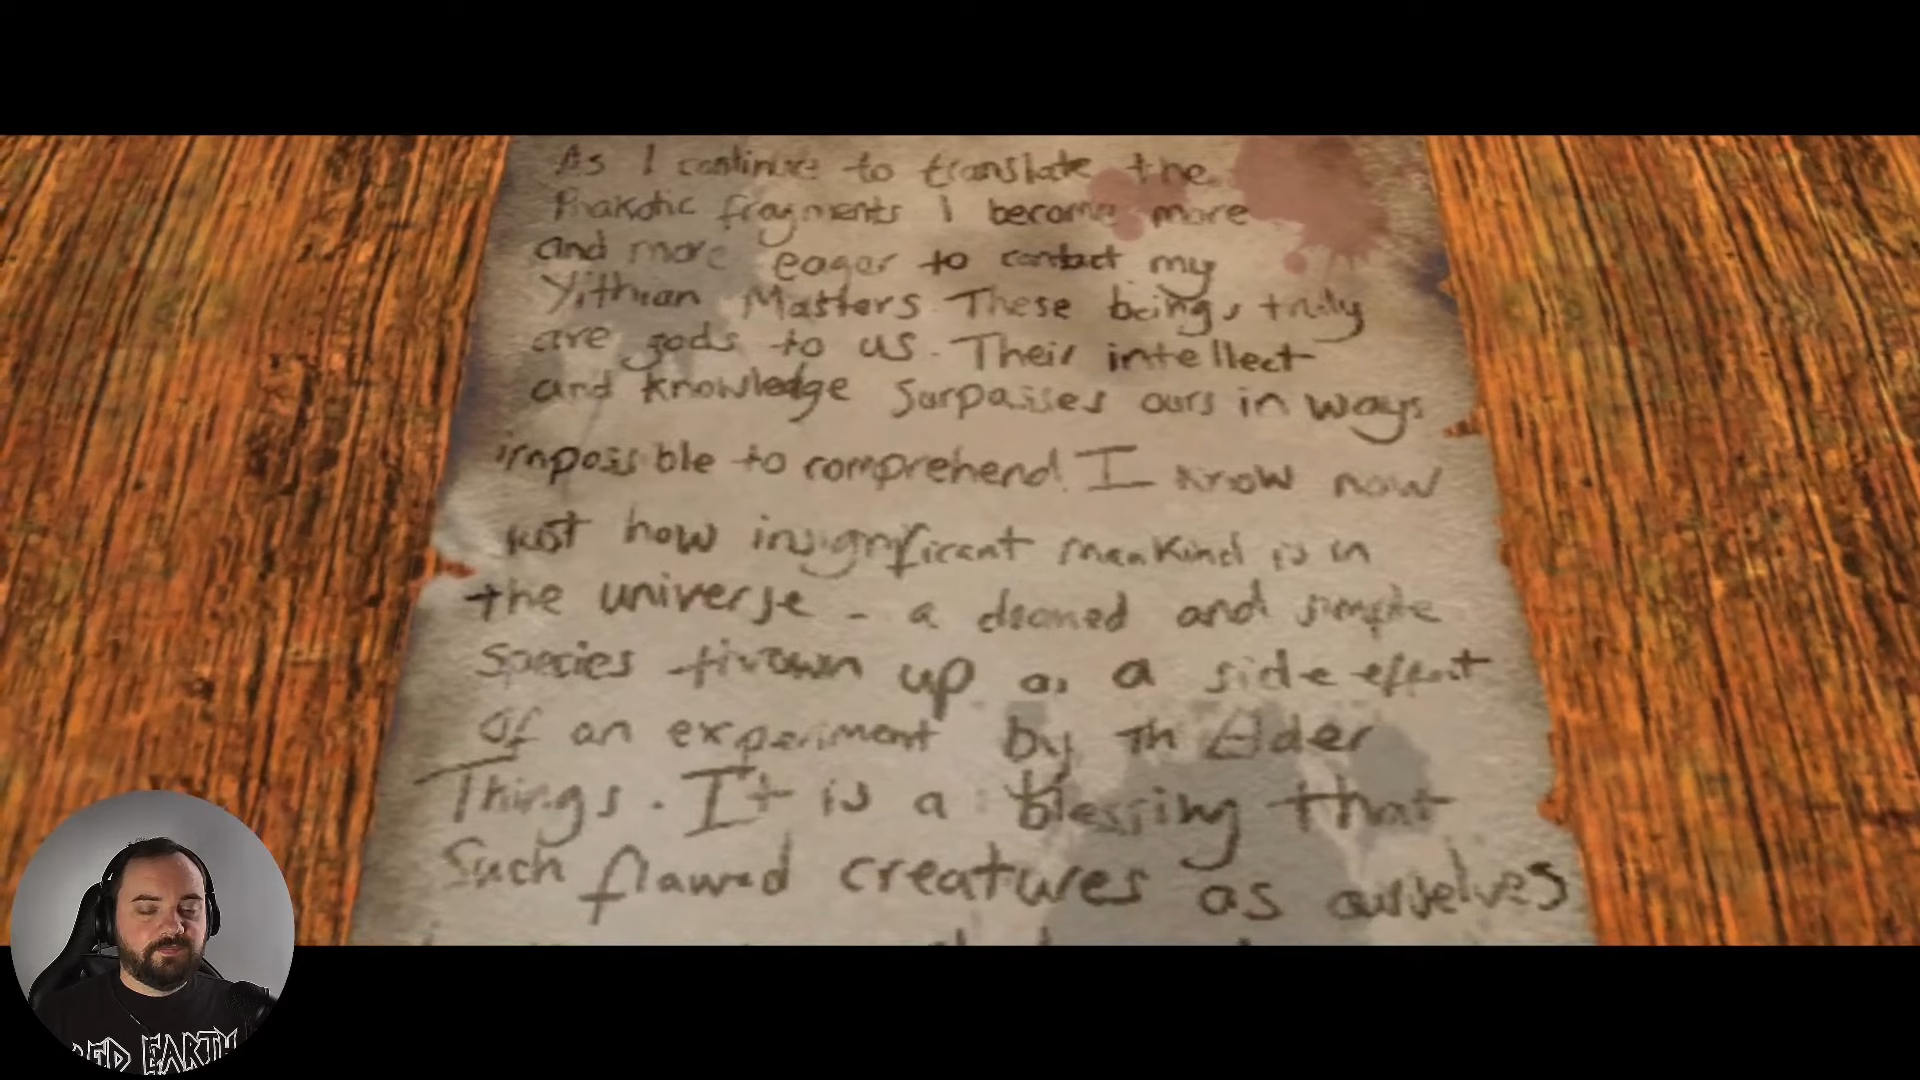 As I continue to translate the
Pnakotic fragments I become more
and more eager to contact my
Yithian Masters These beings truly
are gods to us. Their intellect
and knowledge surpasses ours in ways
impossible to comprehend. I know now
just how insignificant mankind is in
the universe - a doomed and simple
species thrown up as a side effect
of an experiment by th Elder
Things. It is a blessing that
Such flawed creatures as ourselves
RED EARTH